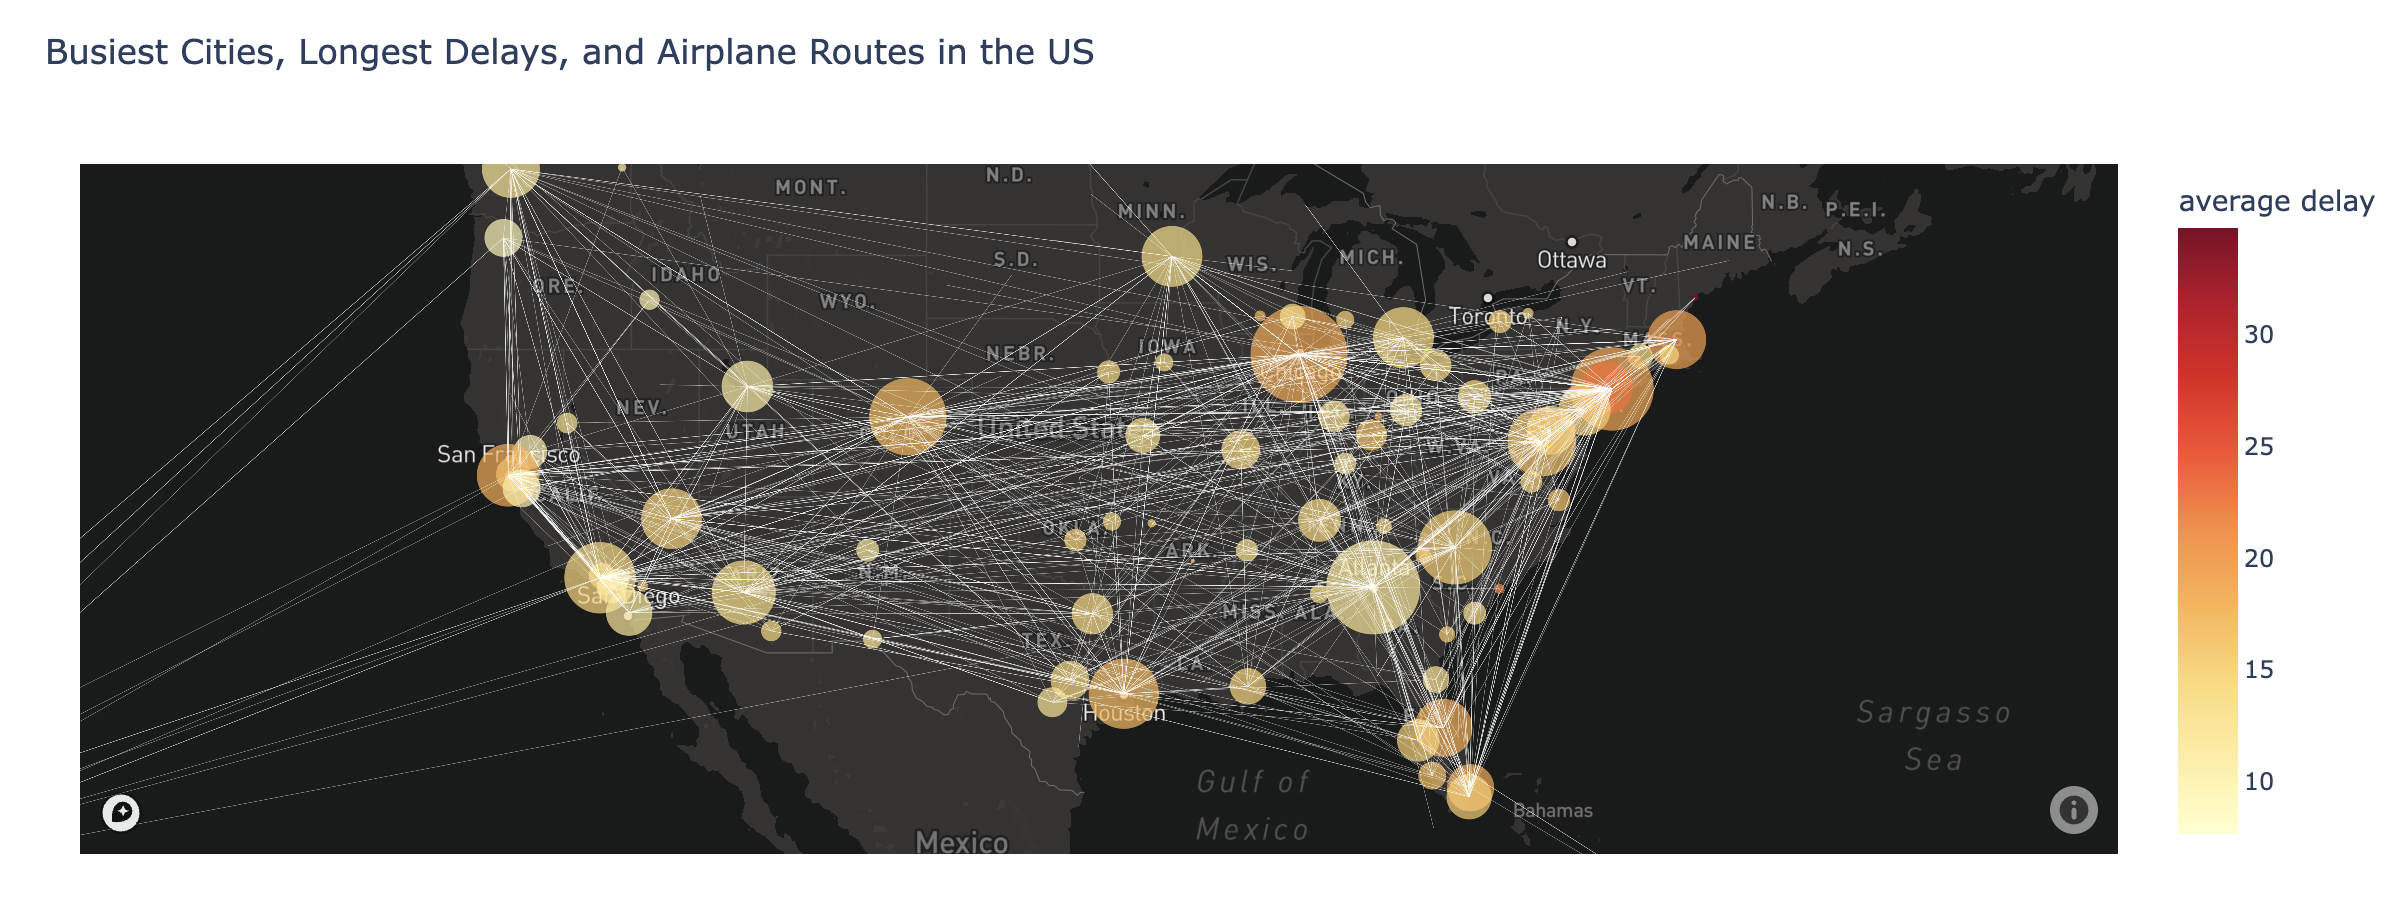 Busiest Cities, Longest Delays, and Airplane Routes in the US
average delay
30
25
20
15
10
N.D.
MONT.
MINN.
N.B.
P.E.I.
MAINE
N.S.
Ottawa
S.D.
WIS.
MICH.
IDAHO
ORE.
VT.
WYO.
Toronto
N.Y.
MASS.
IOWA
NEBR.
Chicago
NEV.
UTAH
United Stat
W.VA.
San Francisco
CALIF.
OKLA.
N.C.
ARK.
N.M.
Atlanta
S.C.
San Diego
MISS.
ALA.
TEX.
LA.
Houston
Sargasso
Sea
Gulf of
Mexico
Bahamas
Mexico